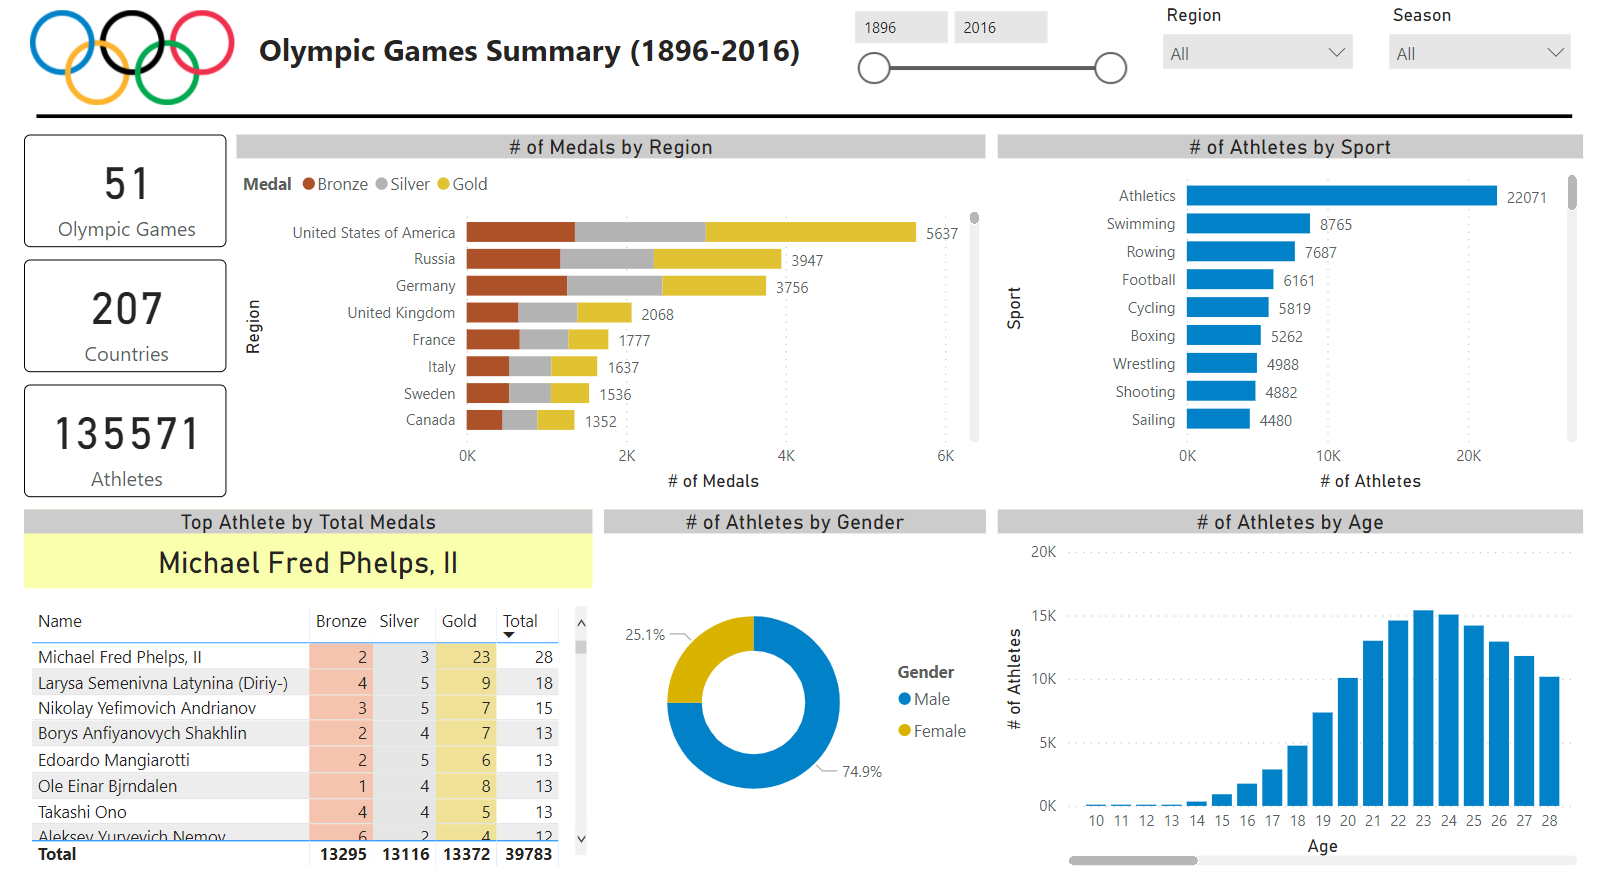 Olympic Games Summary (1896-2016)
1896 2016
Region
All
Season
All
51
Olympic Games
207
Countries
135571
Athletes
# of Medals by Region
Medal Bronze Silver Gold
Region
United States of America 5637
Russia 3947
Germany 3756
United Kingdom 2068
France 1777
Italy 1637
Sweden 1536
Canada 1352
0K 2K 4K 6K
# of Medals
# of Athletes by Sport
Sport
Athletics 22071
Swimming 8765
Rowing 7687
Football 6161
Cycling 5819
Boxing 5262
Wrestling 4988
Shooting 4882
Sailing 4480
0K 10K 20K
# of Athletes
Top Athlete by Total Medals
Michael Fred Phelps, II
Name Bronze Silver Gold Total
Michael Fred Phelps, II 2 3 23 28
Larysa Semenivna Latynina (Diriy-) 4 5 9 18
Nikolay Yefimovich Andrianov 3 5 7 15
Borys Anfiyanovych Shakhlin 2 4 7 13
Edoardo Mangiarotti 2 5 6 13
Ole Einar Bjrndalen 1 4 8 13
Takashi Ono 4 4 5 13
Aleksey Yuryevich Nemov 6 2 4 12
Total 13295 13116 13372 39783
# of Athletes by Gender
25.1%
74.9%
Gender
Male
Female
# of Athletes by Age
# of Athletes
20K
15K
10K
5K
0K
10 11 12 13 14 15 16 17 18 19 20 21 22 23 24 25 26 27 28
Age